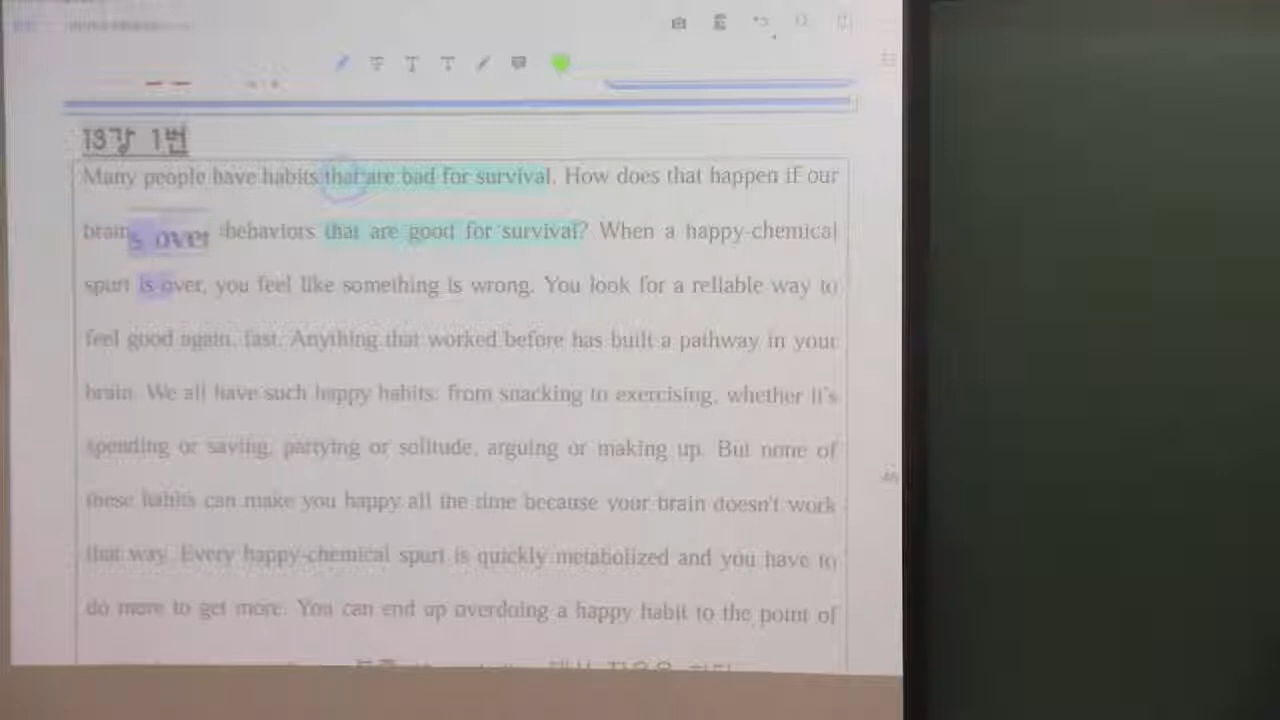 13강 1번
Many people have habits that are bad for survival. How does that happen if our
brain s over behaviors that are good for survival? When a happy-chemical
spurt is over, you feel like something is wrong. You look for a reliable way to
feel good again, fast. Anything that worked before has built a pathway in your
brain. We all have such happy habits: from snacking to exercising, whether it's
spending or saving, partying or solitude, arguing or making up. But none of
these habits can make you happy all the time because your brain doesn't work
that way. Every happy-chemical spurt is quickly metabolized and you have to
do more to get more. You can end up overdoing a happy habit to the point of